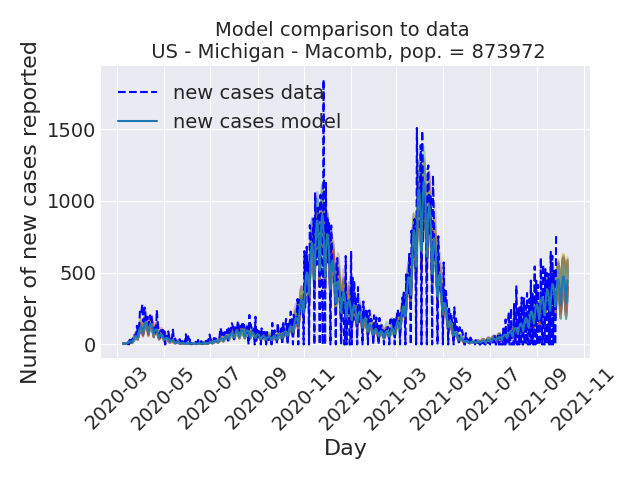 Model comparison to data
US - Michigan - Macomb, pop. = 873972
Number of new cases reported
new cases data
new cases model
1500
1000
500
0
2020-03
2020-05
2020-07
2020-09
2020-11
2021-01
2021-03
2021-05
2021-07
2021-09
2021-11
Day